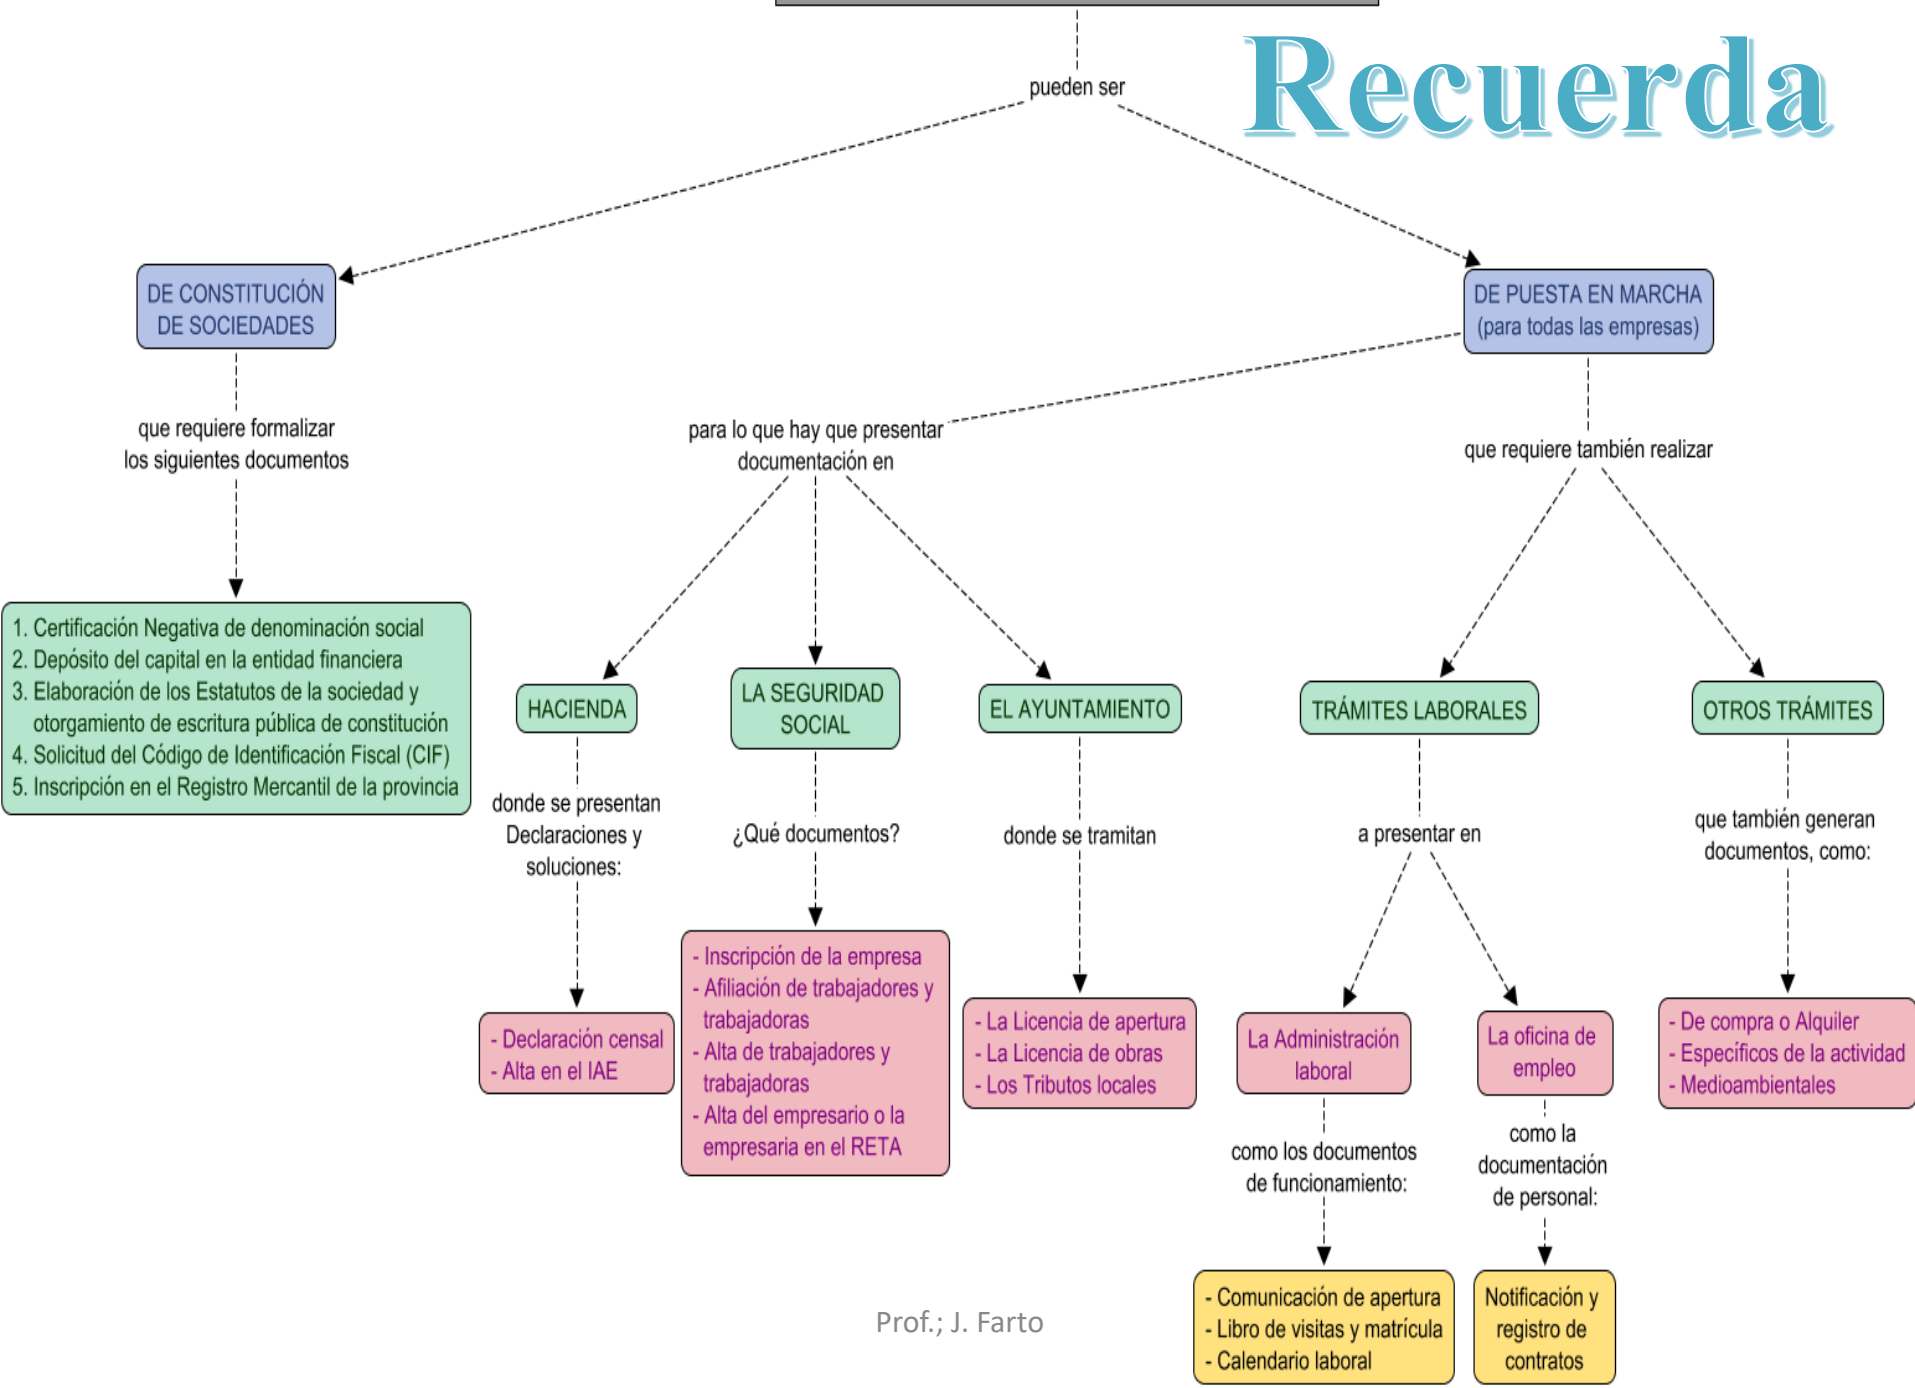 Recuerda
pueden ser
DE CONSTITUCIÓN
DE SOCIEDADES
DE PUESTA EN MARCHA
(para todas las empresas)
que requiere formalizar
los siguientes documentos
para lo que hay que presentar
documentación en
que requiere también realizar
1. Certificación Negativa de denominación social
2. Depósito del capital en la entidad financiera
3. Elaboración de los Estatutos de la sociedad y
otorgamiento de escritura pública de constitución
4. Solicitud del Código de Identificación Fiscal (CIF)
5. Inscripción en el Registro Mercantil de la provincia
HACIENDA
LA SEGURIDAD
SOCIAL
EL AYUNTAMIENTO
TRÁMITES LABORALES
OTROS TRÁMITES
donde se presentan
Declaraciones y
soluciones:
¿Qué documentos?
donde se tramitan
a presentar en
que también generan
documentos, como:
- Declaración censal
- Alta en el IAE
- Inscripción de la empresa
- Afiliación de trabajadores y
trabajadoras
- Alta de trabajadores y
trabajadoras
- Alta del empresario o la
empresaria en el RETA
- La Licencia de apertura
- La Licencia de obras
- Los Tributos locales
La Administración
laboral
La oficina de
empleo
- De compra o Alquiler
- Específicos de la actividad
- Medioambientales
como los documentos
de funcionamiento:
como la
documentación
de personal:
- Comunicación de apertura
- Libro de visitas y matrícula
- Calendario laboral
Notificación y
registro de
contratos
Prof.; J. Farto